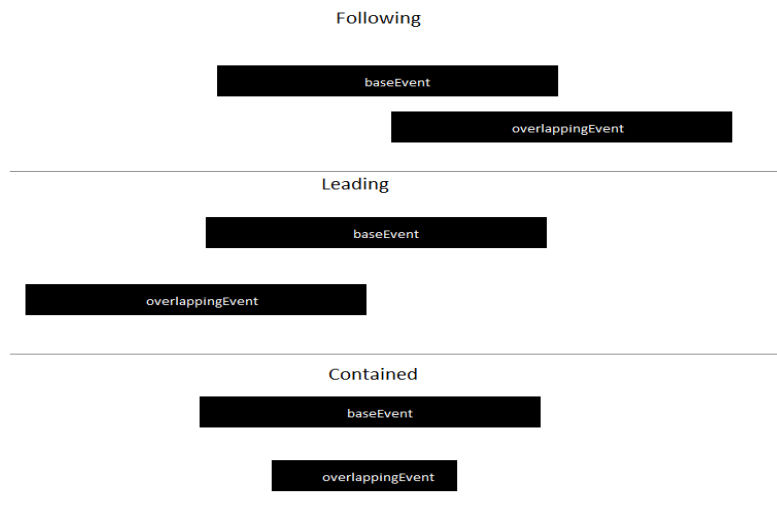 Following
baseEvent
overlappingEvent
Leading
baseEvent
overlappingEvent
Contained
baseEvent
overlappingEvent